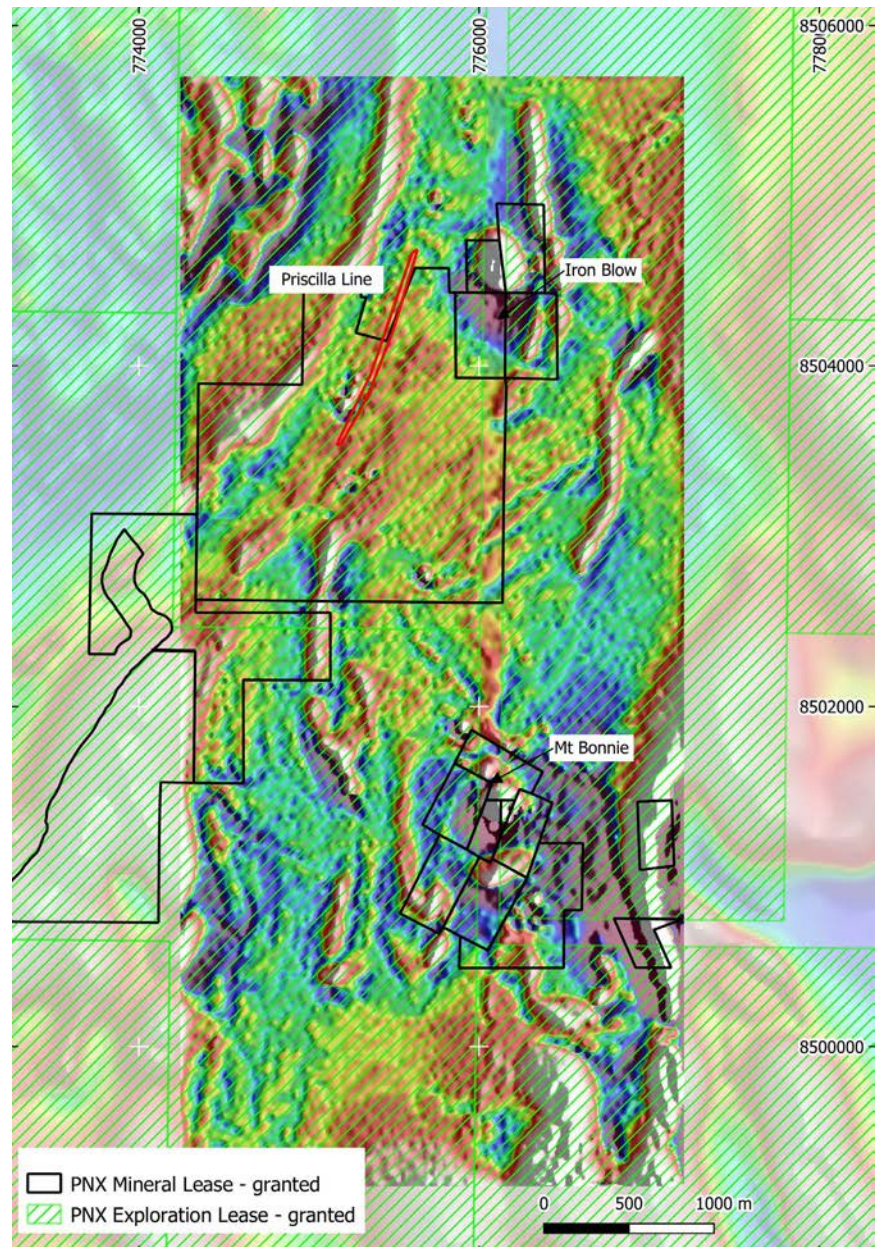 774000
776000
778000
8506000
Priscilla Line
Iron Blow
8504000
8502000
Mt Bonnie
8500000
PNX Mineral Lease - granted
PNX Exploration Lease - granted
0 500 1000 m